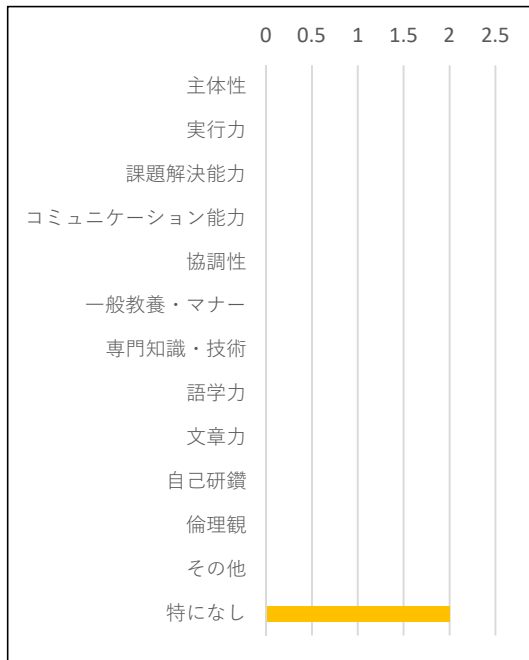 0 0.5 1 1.5 2 2.5
主体性
実行力
課題解決能力
コミュニケーション能力
協調性
一般教養・マナー
専門知識・技術
語学力
文章力
自己研鑽
倫理観
その他
特になし